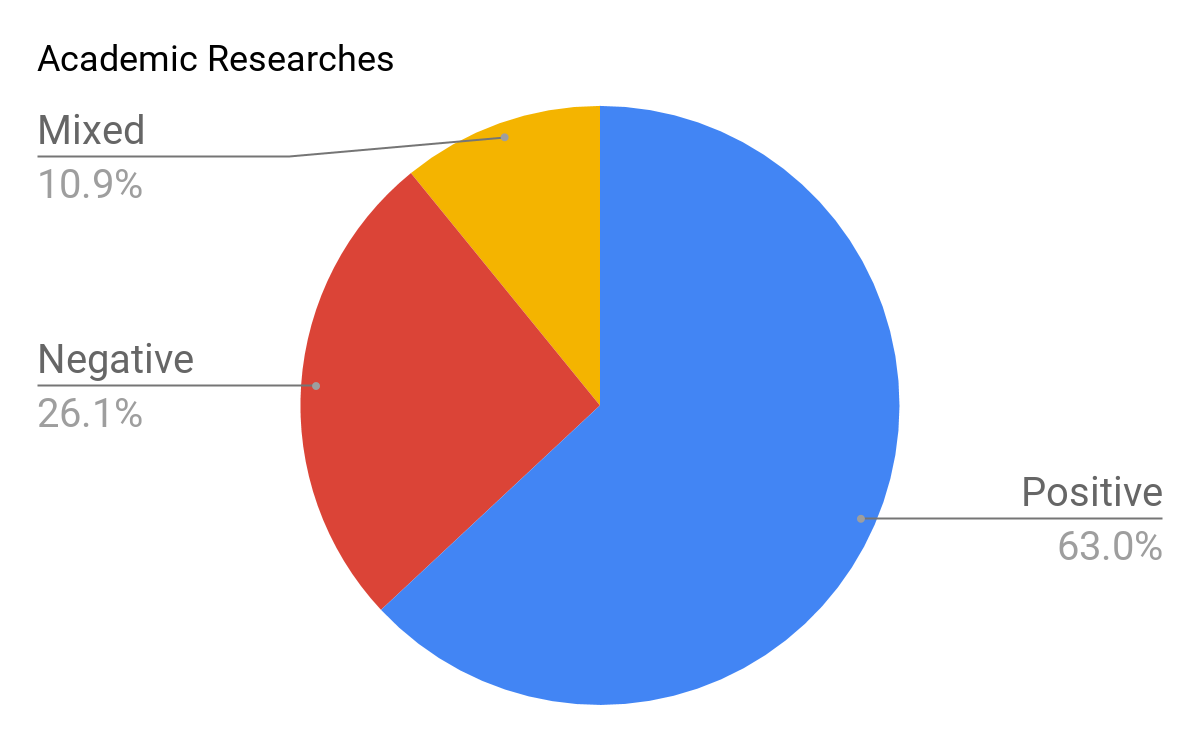 Academic Researches
Mixed
10.9%
Negative
26.1%
Positive
63.0%